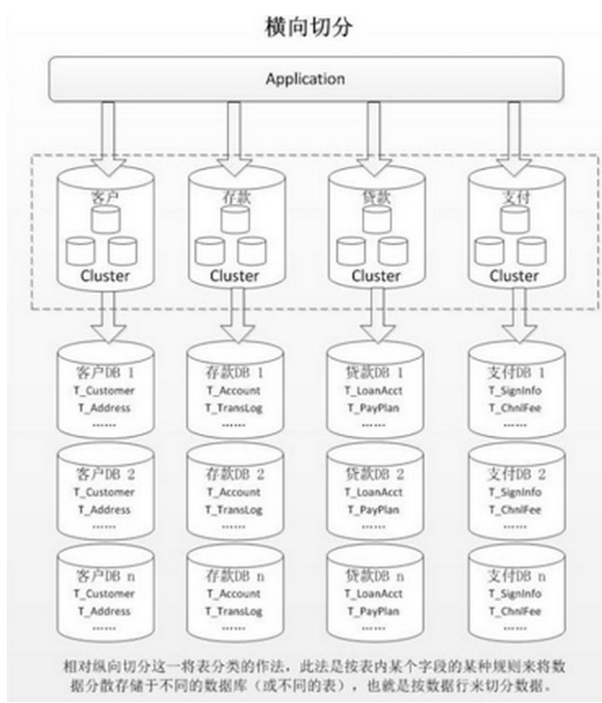 横向切分
Application
客户 存款 贷款 支付
Cluster Cluster Cluster Cluster
客户DB 1 存款DB 1 贷款DB 1 支付DB 1
T_Customer T_Account T_LoanAcct T_SignInfo
T_Address T_TransLog T_PayPlan T_ChnlFee
...... ...... ...... ......
客户DB 2 存款DB 2 贷款DB 2 支付DB 2
T_Customer T_Account T_LoanAcct T_SignInfo
T_Address T_TransLog T_PayPlan T_ChnlFee
...... ...... ...... ......
客户DB n 存款DB n 贷款DB n 支付DB n
T_Customer T_Account T_LoanAcct T_SignInfo
T_Address T_TransLog T_PayPlan T_ChnlFee
...... ...... ...... ......
相对纵向切分这一将表分类的作法，此法是按表内某个字段的某种规则来将数
据分散存储于不同的数据库（或不同的表），也就是按数据行来切分数据。